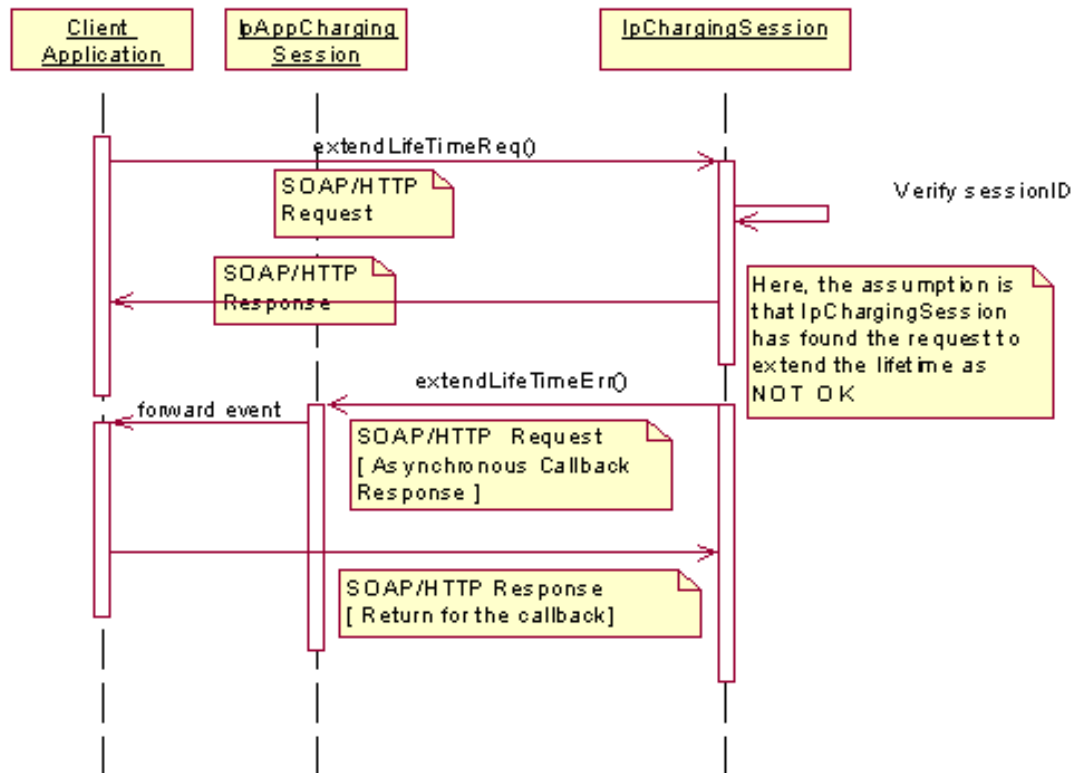 Client
Application
IpAppCharging
Session
IpChargingSession
extendLifeTimeReq()
SOAP/HTTP
Request
Verify sessionID
SOAP/HTTP
Response
Here, the assumption is
that IpChargingSession
has found the request to
extend the lifetime as
NOT OK
extendLifeTimeErr()
forward event
SOAP/HTTP Request
[ Asynchronous Callback
Response ]
SOAP/HTTP Response
[ Return for the callback]